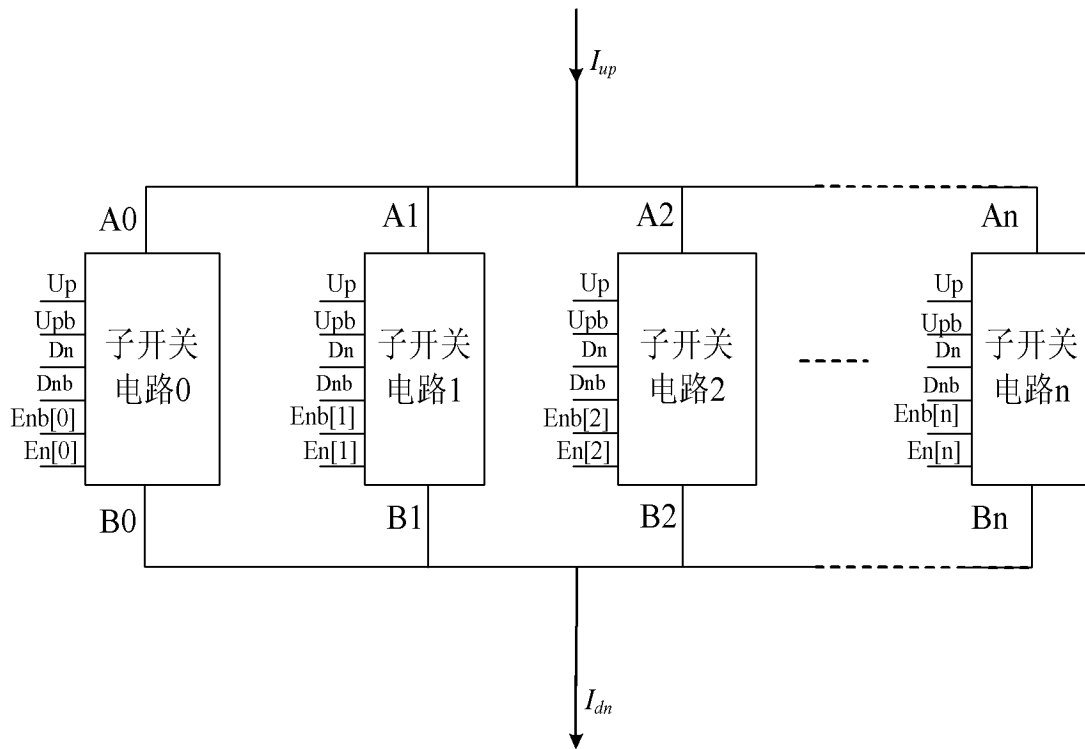 I_up
A0
A1
A2
An
Up
Upb
Dn
Dnb
Enb[0]
En[0]
子开关
电路0
Up
Upb
Dn
Dnb
Enb[1]
En[1]
子开关
电路1
Up
Upb
Dn
Dnb
Enb[2]
En[2]
子开关
电路2
Up
Upb
Dn
Dnb
Enb[n]
En[n]
子开关
电路n
B0
B1
B2
Bn
I_dn